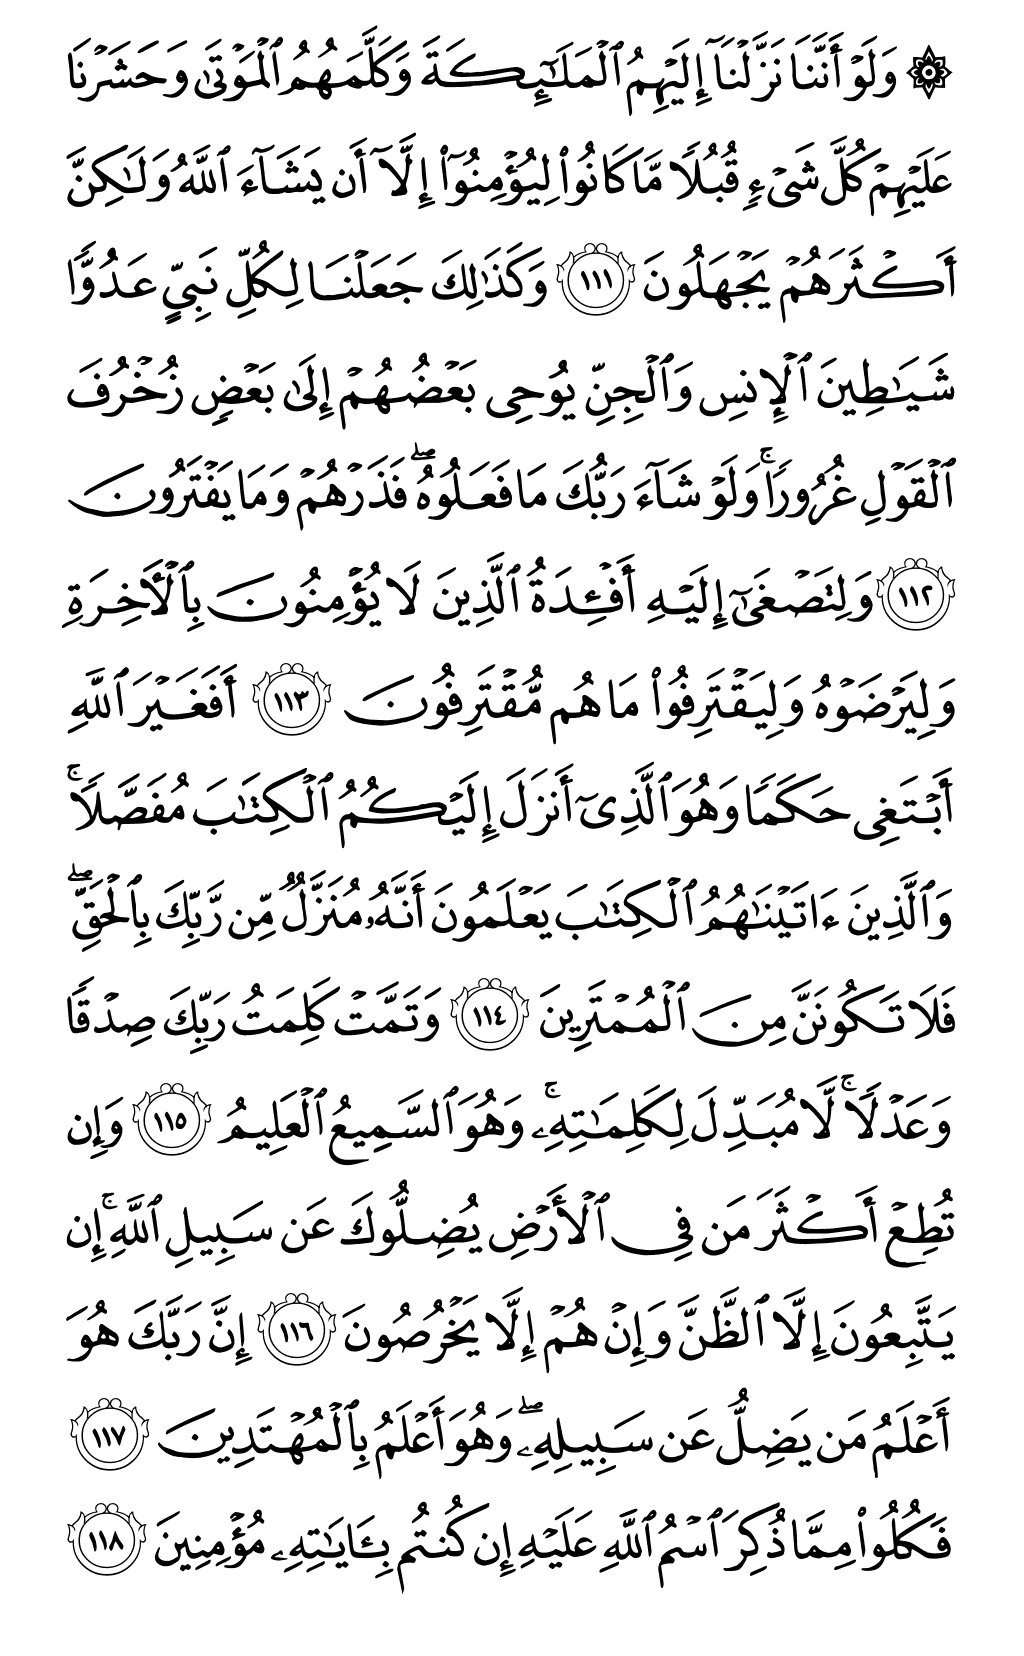 ۞ وَلَوۡ أَنَّنَا نَزَّلۡنَآ إِلَيۡهِمُ ٱلۡمَلَـٰٓئِكَةَ وَكَلَّمَهُمُ ٱلۡمَوۡتَىٰ وَحَشَرۡنَا
عَلَيۡهِمۡ كُلَّ شَيۡءٖ قُبُلٗا مَّا كَانُواْ لِيُؤۡمِنُوٓاْ إِلَّآ أَن يَشَآءَ ٱللَّهُ وَلَٰكِنَّ
أَكۡثَرَهُمۡ يَجۡهَلُونَ ١١١ وَكَذَٰلِكَ جَعَلۡنَا لِكُلِّ نَبِيٍّ عَدُوّٗا
شَيَٰطِينَ ٱلۡإِنسِ وَٱلۡجِنِّ يُوحِي بَعۡضُهُمۡ إِلَىٰ بَعۡضٖ زُخۡرُفَ
ٱلۡقَوۡلِ غُرُورٗاۚ وَلَوۡ شَآءَ رَبُّكَ مَا فَعَلُوهُۖ فَذَرۡهُمۡ وَمَا يَفۡتَرُونَ
١١٢ وَلِتَصۡغَىٰٓ إِلَيۡهِ أَفۡـِٔدَةُ ٱلَّذِينَ لَا يُؤۡمِنُونَ بِٱلۡأٓخِرَةِ
وَلِيَرۡضَوۡهُ وَلِيَقۡتَرِفُواْ مَا هُم مُّقۡتَرِفُونَ ١١٣ أَفَغَيۡرَ ٱللَّهِ
أَبۡتَغِي حَكَمٗا وَهُوَ ٱلَّذِيٓ أَنزَلَ إِلَيۡكُمُ ٱلۡكِتَٰبَ مُفَصَّلٗاۚ
وَٱلَّذِينَ ءَاتَيۡنَٰهُمُ ٱلۡكِتَٰبَ يَعۡلَمُونَ أَنَّهُۥ مُنَزَّلٞ مِّن رَّبِّكَ بِٱلۡحَقِّۖ
فَلَا تَكُونَنَّ مِنَ ٱلۡمُمۡتَرِينَ ١١٤ وَتَمَّتۡ كَلِمَتُ رَبِّكَ صِدۡقٗا
وَعَدۡلٗاۚ لَّا مُبَدِّلَ لِكَلِمَٰتِهِۦۚ وَهُوَ ٱلسَّمِيعُ ٱلۡعَلِيمُ ١١٥ وَإِن
تُطِعۡ أَكۡثَرَ مَن فِي ٱلۡأَرۡضِ يُضِلُّوكَ عَن سَبِيلِ ٱللَّهِۚ إِن
يَتَّبِعُونَ إِلَّا ٱلظَّنَّ وَإِنۡ هُمۡ إِلَّا يَخۡرُصُونَ ١١٦ إِنَّ رَبَّكَ هُوَ
أَعۡلَمُ مَن يَضِلُّ عَن سَبِيلِهِۦۖ وَهُوَ أَعۡلَمُ بِٱلۡمُهۡتَدِينَ ١١٧
فَكُلُواْ مِمَّا ذُكِرَ ٱسۡمُ ٱللَّهِ عَلَيۡهِ إِن كُنتُم بِـَٔايَٰتِهِۦ مُؤۡمِنِينَ ١١٨